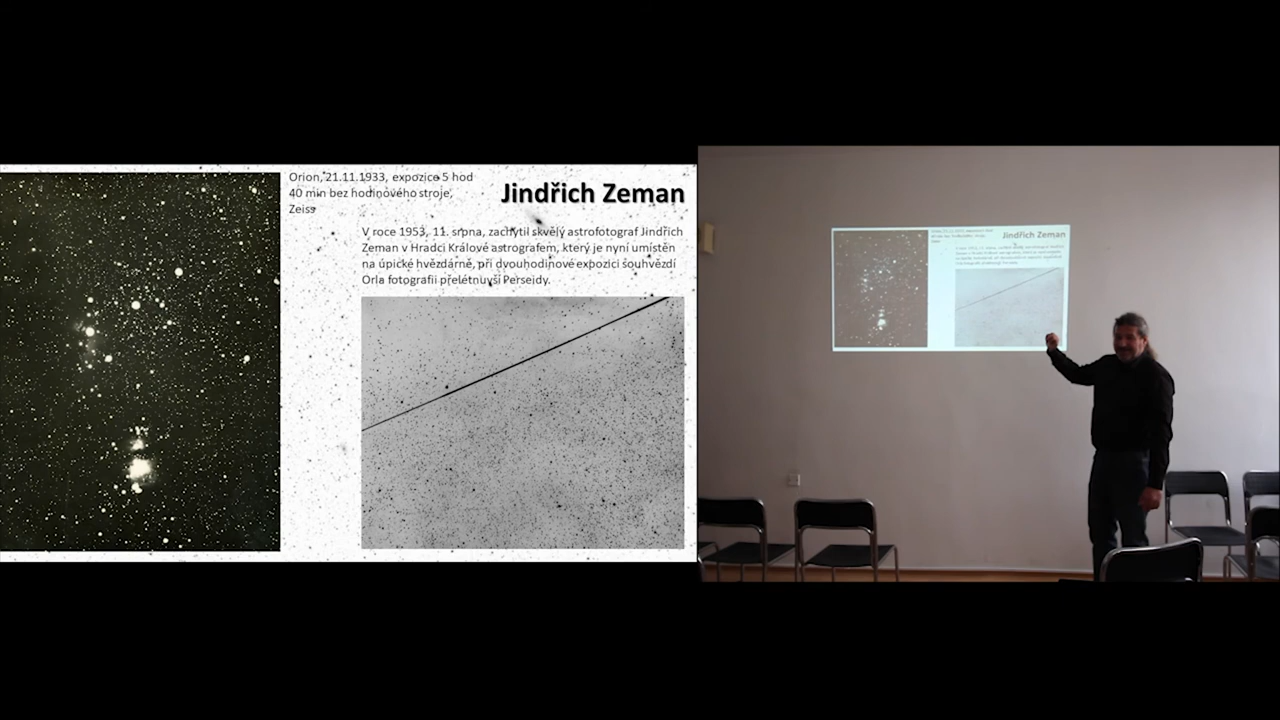 Orion, 21.11.1933, expozice 5 hod
40 min bez hodinového stroje,
Zeiss
Jindřich Zeman
V roce 1953, 11. srpna, zachytil skvělý astrofotograf Jindřich
Zeman v Hradci Králové astrografem, který je nyní umístěn
na úpické hvězdárně, při dvouhodinové expozici souhvězdí
Orla fotografii přelétnuvší Perseidy.
Jindřich Zeman